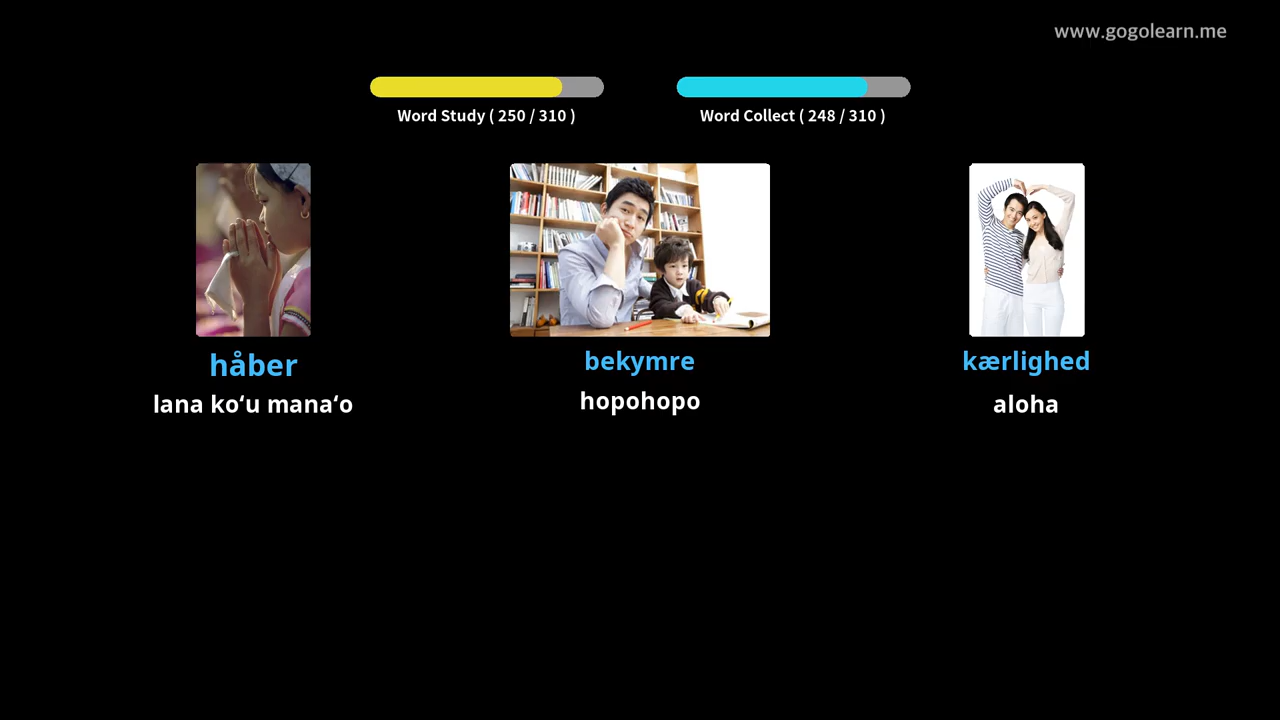 www.gogolearn.me
Word Study ( 250 / 310 )
Word Collect ( 248 / 310 )
håber
bekymre
kærlighed
lana koʻu manaʻo
hopohopo
aloha